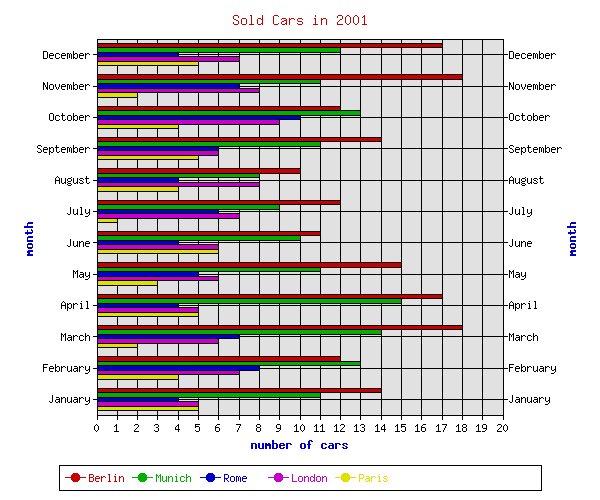 Sold Cars in 2001
December December
November November
October October
September September
August August
July July
month month
June June
May May
April April
March March
February February
January January
0 1 2 3 4 5 6 7 8 9 10 11 12 13 14 15 16 17 18 19 20
number of cars
Berlin Munich Rome London Paris